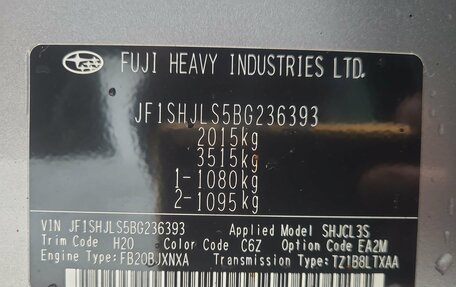 FUJI HEAVY INDUSTRIES LTD.
JF1SHJLS5BG236393
2015kg
3515kg
1-1080kg
2-1095kg
VIN JF1SHJLS5BG236393 Applied Model SHJCL3S
Trim Code H20 Color Code C6Z Option Code EA2M
Engine Type: FB20BJXNXA Transmission Type: TZ1B8LTXAA